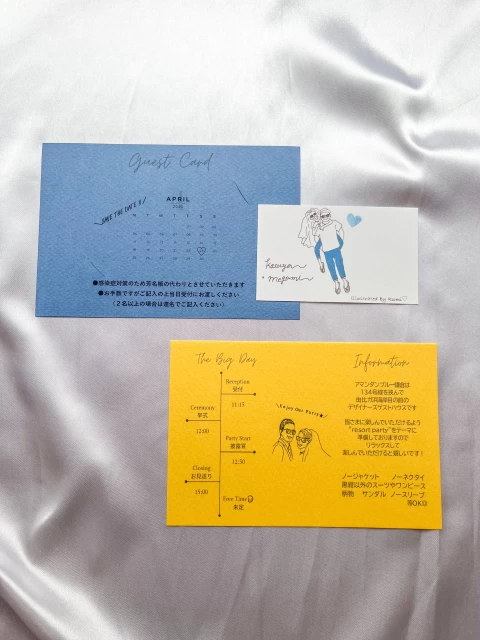 Guest Card
SAVE THE DATE !!
APRIL
●感染症対策のため芳名帳の代わりとさせていただきます
●お手数ですがご記入の上当日受付にお渡しください
（2名以上の場合は連名でご記入ください）
Kazuya
+ Megumi
Illustrated By
The Big Day
Reception
受付
11:15
Ceremony
挙式
12:00
Party Start
披露宴
12:50
Closing
お見送り
15:00
Free Time
未定
Enjoy Our Party
Information
アマンダンブルー鎌倉は
134号線を挟んで
由比ガ浜海岸目の前の
デザイナーズゲストハウスです
皆さまに楽しんでいただけるよう
"resort party"をテーマに
準備しておりますので
リラックスして
楽しんでいただけると嬉しいです！
ノージャケット ノーネクタイ
黒紺以外のスーツやワンピース
柄物 サンダル ノースリーブ
等OK☺